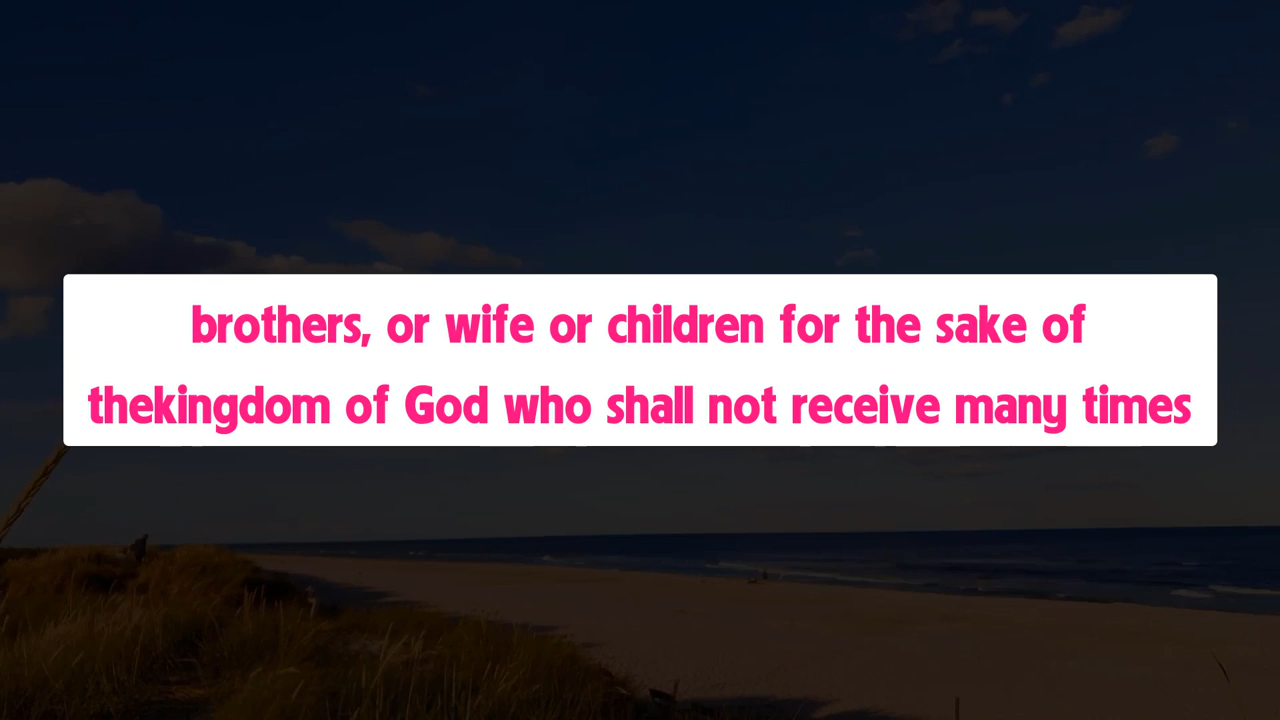 brothers, or wife or children for the sake of
thekingdom of God who shall not receive many times